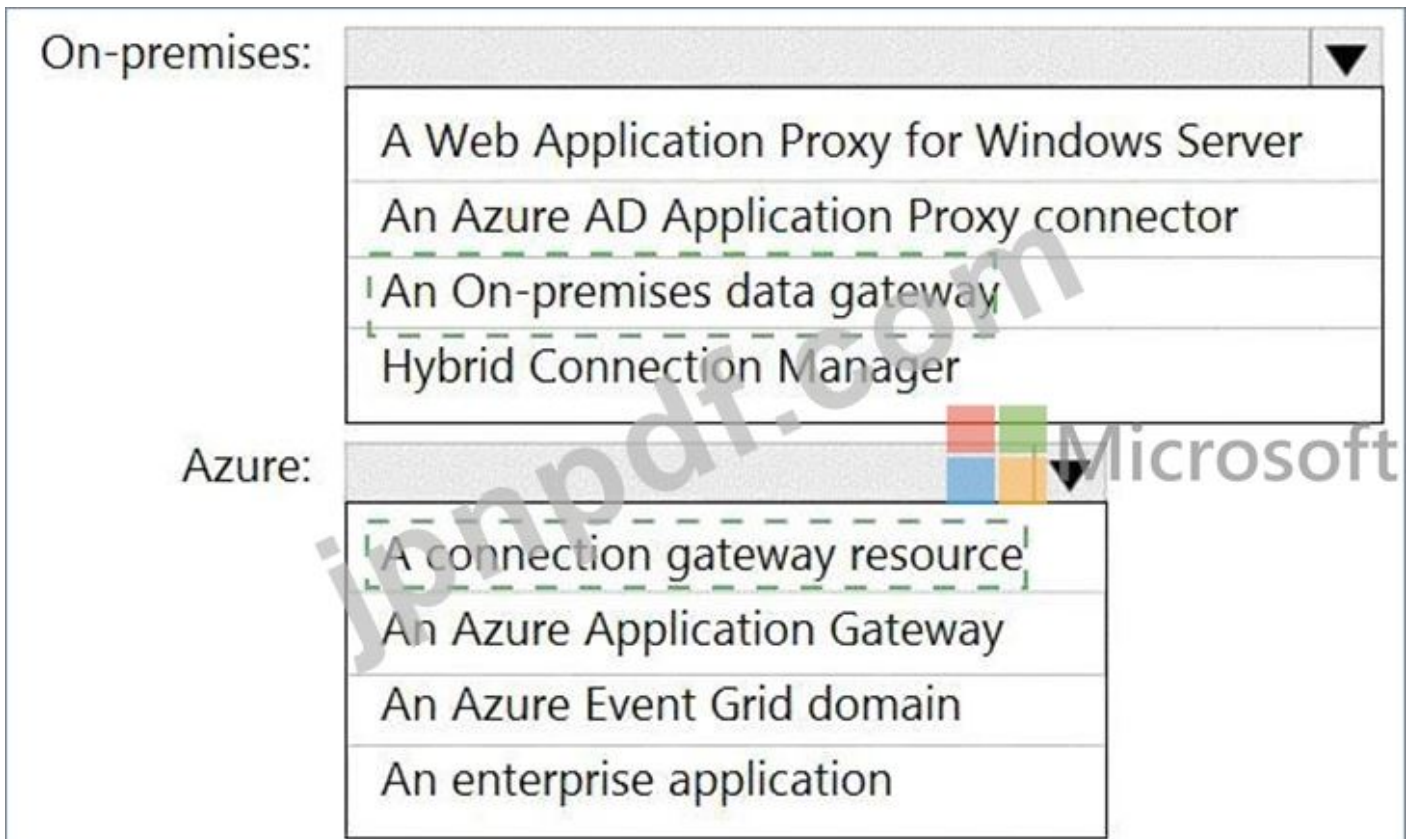 On-premises:
A Web Application Proxy for Windows Server
An Azure AD Application Proxy connector
An On-premises data gateway
Hybrid Connection Manager
Azure:
Microsoft
A connection gateway resource
An Azure Application Gateway
An Azure Event Grid domain
An enterprise application
jpnpdf.com